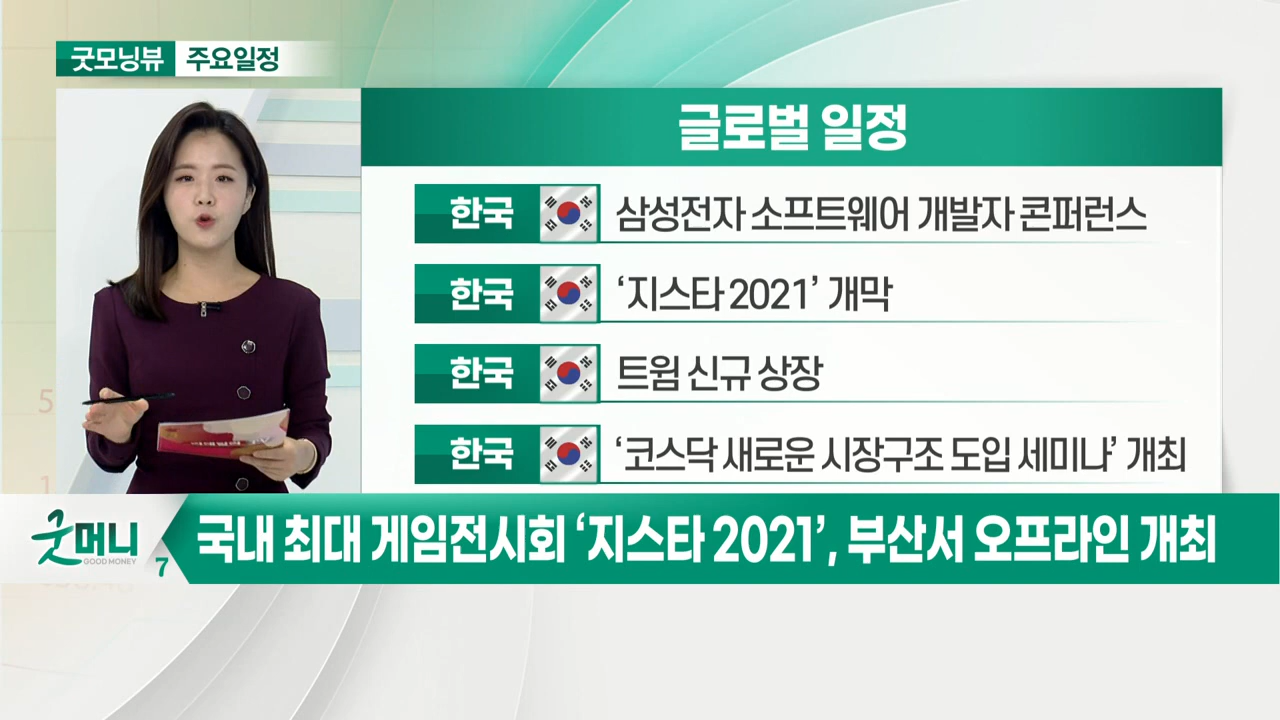 굿모닝뷰 주요일정
글로벌 일정
한국 삼성전자 소프트웨어 개발자 콘퍼런스
한국 ‘지스타 2021’ 개막
한국 트윔 신규 상장
한국 ‘코스닥 새로운 시장구조 도입 세미나’ 개최
5
1
굿머니
GOOD MONEY
7
국내 최대 게임전시회 ‘지스타 2021’, 부산서 오프라인 개최